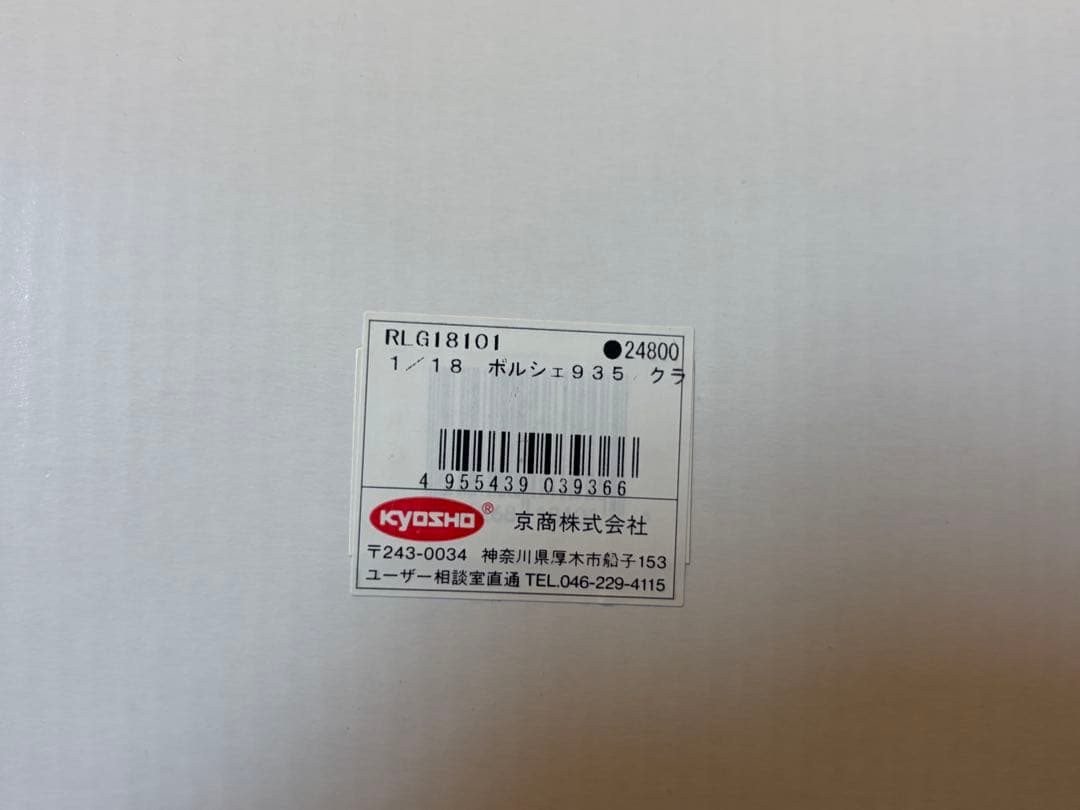 RLG18101 ●24800
1/18 ポルシェ935 クラ
4 955439 039366
KYOSHO® 京商株式会社
〒243-0034 神奈川県厚木市船子153
ユーザー相談室直通 TEL.046-229-4115